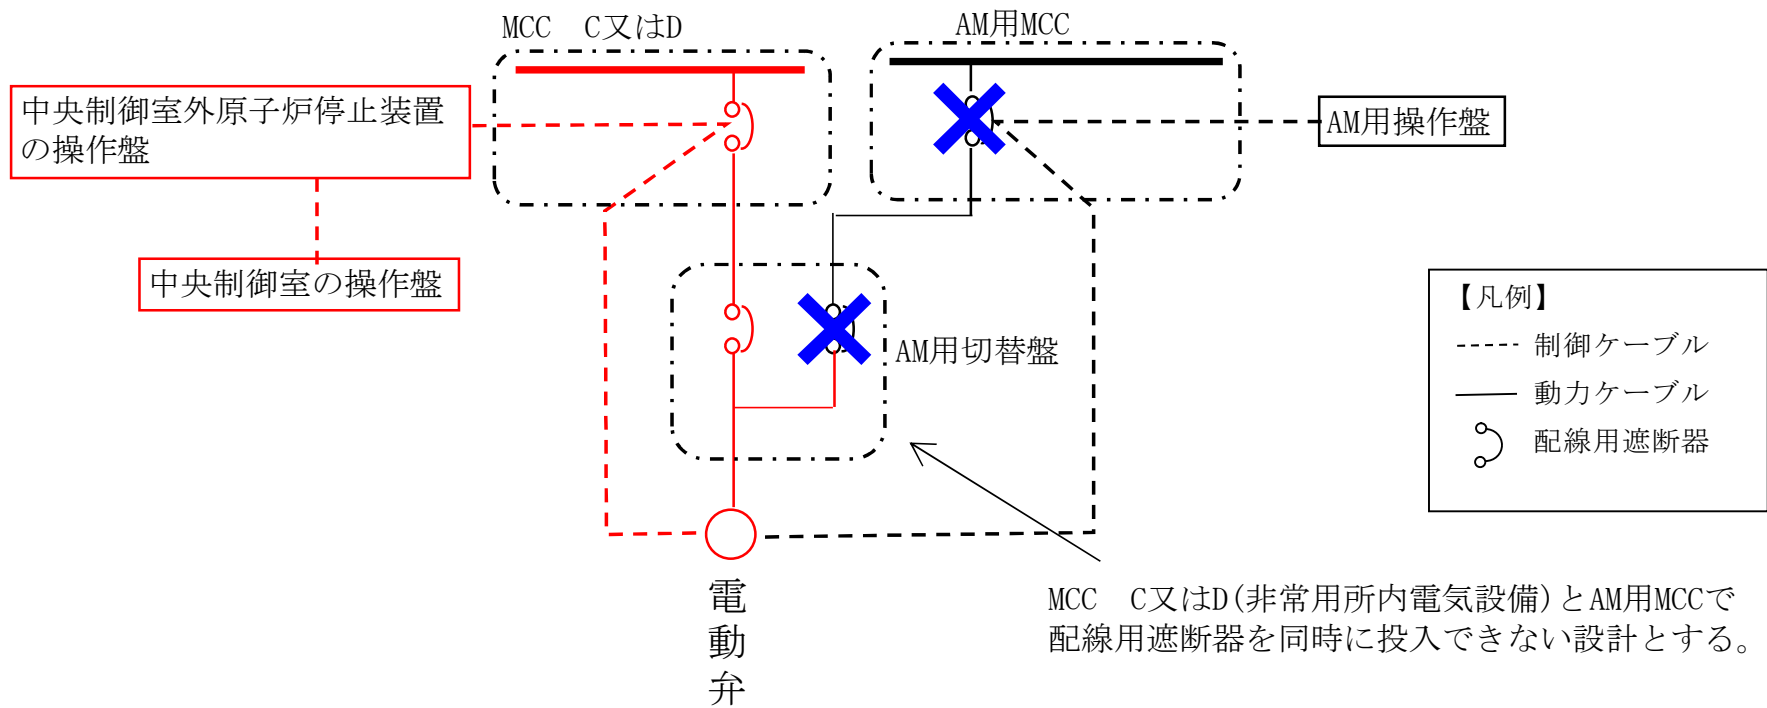 MCC　C又はD
AM用MCC
中央制御室外原子炉停止装置
の操作盤
AM用操作盤
中央制御室の操作盤
AM用切替盤
【凡例】
制御ケーブル
動力ケーブル
配線用遮断器
電動弁
MCC　C又はD(非常用所内電気設備)とAM用MCCで
配線用遮断器を同時に投入できない設計とする。